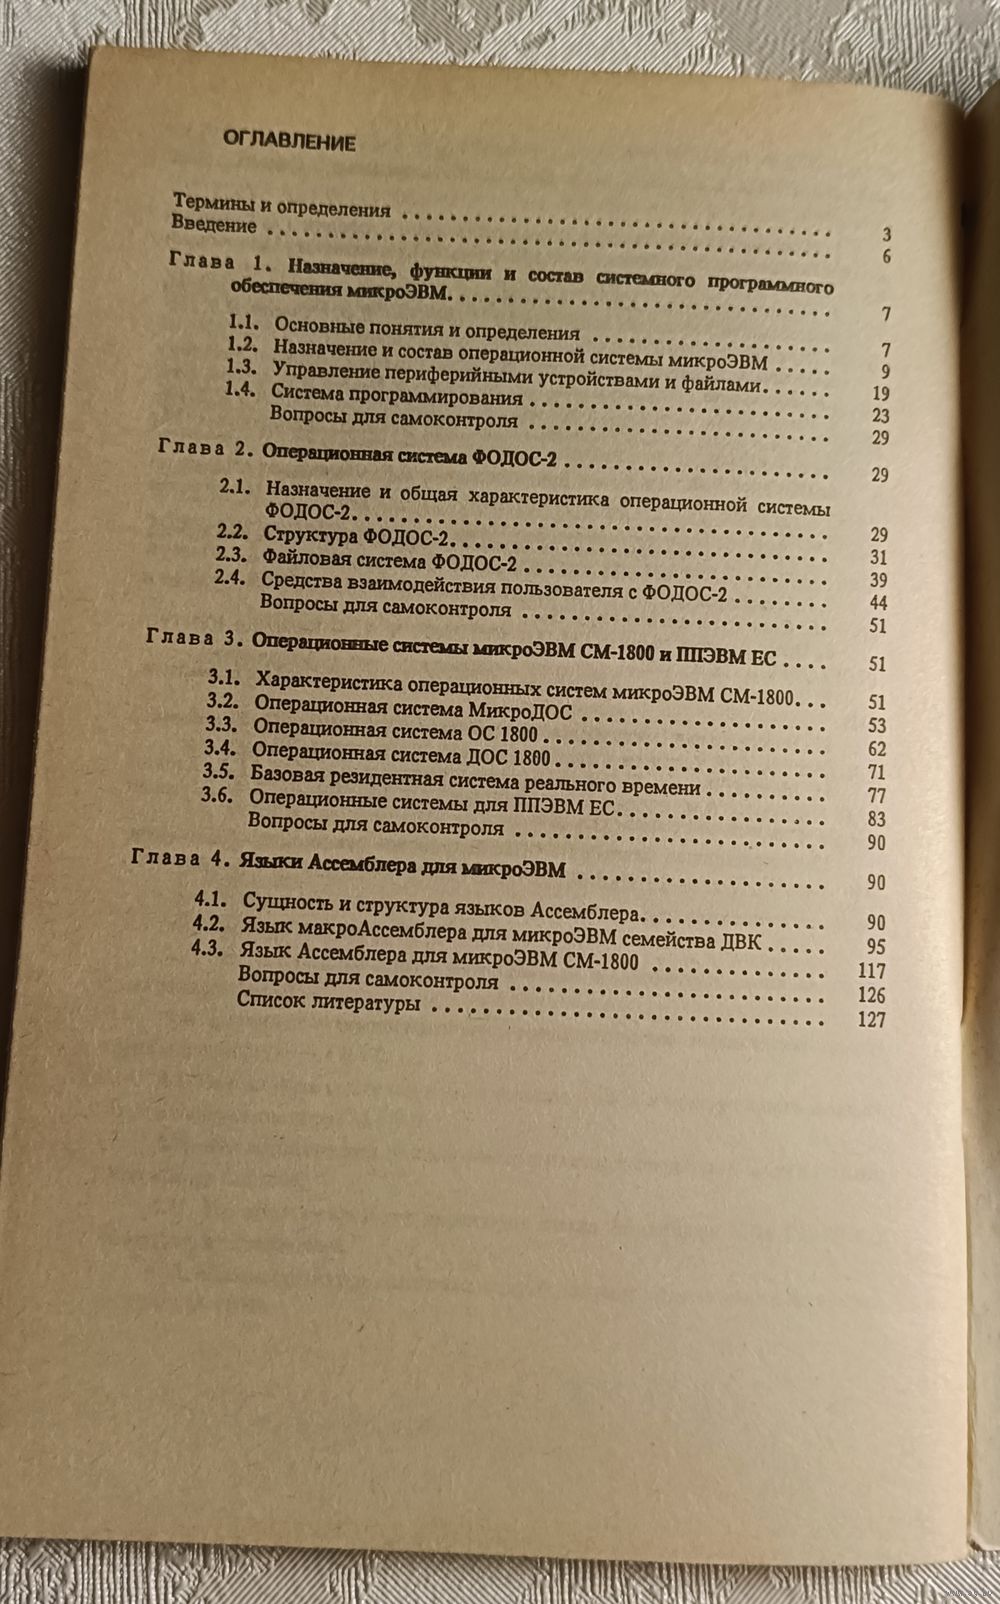 ОГЛАВЛЕНИЕ
Термины и определения . . . . . . . . . . 3
Введение . . . . . . . . . . 6
Глава 1. Назначение, функции и состав системного программного
обеспечения микроЭВМ. . . . . . . . . . 7
1.1. Основные понятия и определения . . . . . . . . . . 7
1.2. Назначение и состав операционной системы микроЭВМ . . . . . 9
1.3. Управление периферийными устройствами и файлами. . . . . . 19
1.4. Система программирования . . . . . . . . . . 23
Вопросы для самоконтроля . . . . . . . . . . 29
Глава 2. Операционная система ФОДОС-2 . . . . . . . . . . 29
2.1. Назначение и общая характеристика операционной системы
ФОДОС-2. . . . . . . . . . 29
2.2. Структура ФОДОС-2. . . . . . . . . . 31
2.3. Файловая система ФОДОС-2 . . . . . . . . . . 39
2.4. Средства взаимодействия пользователя с ФОДОС-2 . . . . . . . . 44
Вопросы для самоконтроля . . . . . . . . . . 51
Глава 3. Операционные системы микроЭВМ СМ-1800 и ППЭВМ ЕС . . . . 51
3.1. Характеристика операционных систем микроЭВМ СМ-1800. . . 51
3.2. Операционная система МикроДОС . . . . . . . . . . 53
3.3. Операционная система ОС 1800 . . . . . . . . . . 62
3.4. Операционная система ДОС 1800 . . . . . . . . . . 71
3.5. Базовая резидентная система реального времени . . . . . . . . . . 77
3.6. Операционные системы для ППЭВМ ЕС. . . . . . . . . . 83
Вопросы для самоконтроля . . . . . . . . . . 90
Глава 4. Языки Ассемблера для микроЭВМ . . . . . . . . . . 90
4.1. Сущность и структура языков Ассемблера. . . . . . . . . . 90
4.2. Язык макроАссемблера для микроЭВМ семейства ДВК . . . . . 95
4.3. Язык Ассемблера для микроЭВМ СМ-1800 . . . . . . . . . . 117
Вопросы для самоконтроля . . . . . . . . . . 126
Список литературы . . . . . . . . . . 127